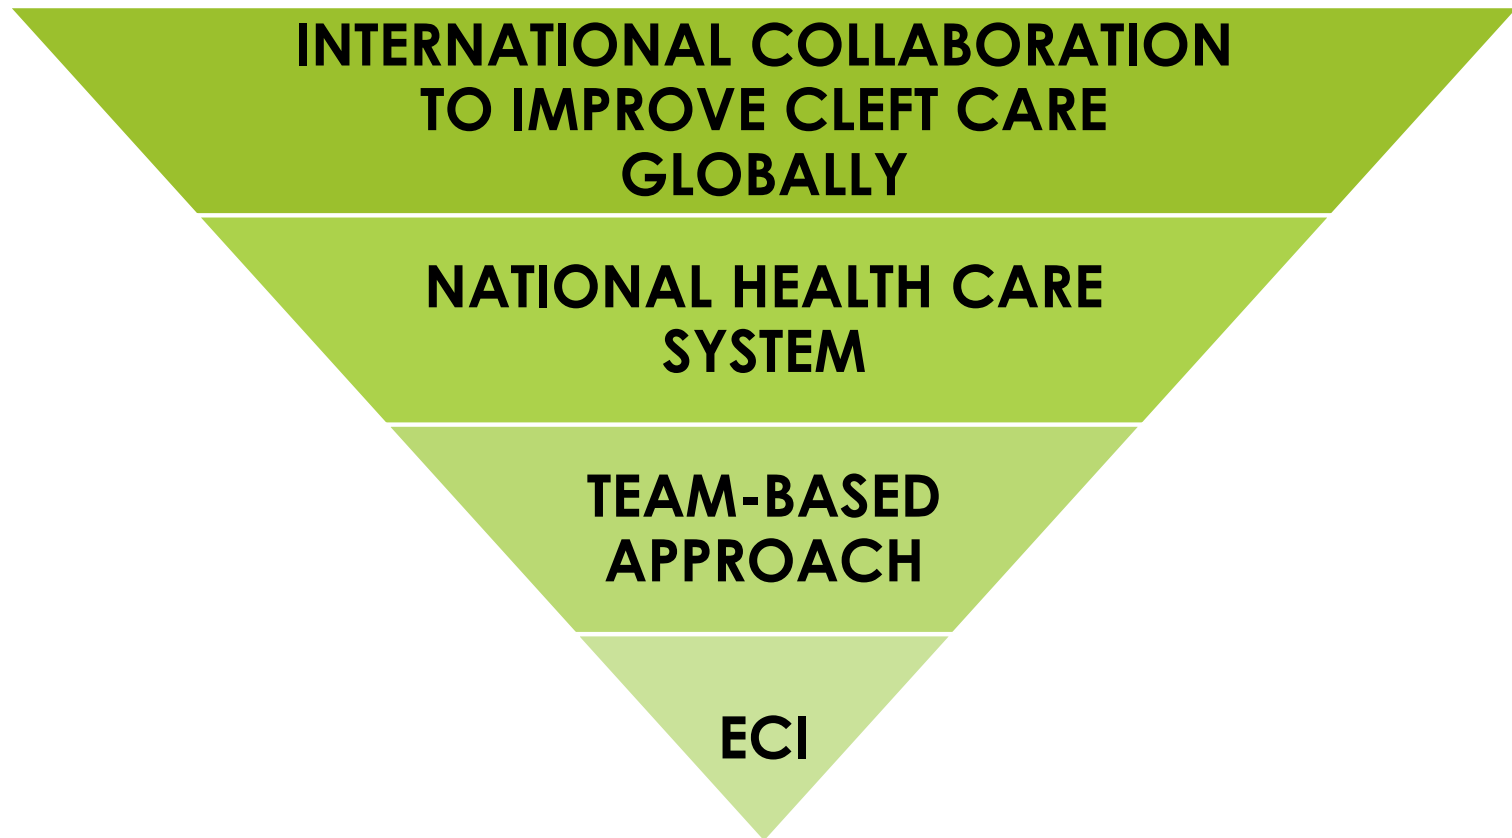 INTERNATIONAL COLLABORATION
TO IMPROVE CLEFT CARE
GLOBALLY
NATIONAL HEALTH CARE
SYSTEM
TEAM-BASED
APPROACH
ECI